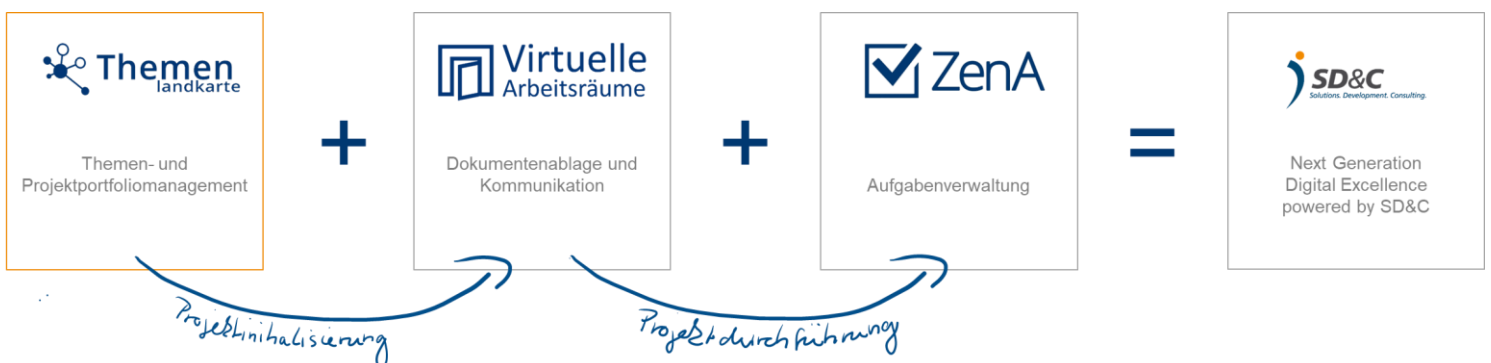 Themen
landkarte
Themen- und
Projektportfoliomanagement
+
Virtuelle
Arbeitsräume
Dokumentenablage und
Kommunikation
+
ZenA
Aufgabenverwaltung
=
SD&C
Solutions. Development. Consulting.
Next Generation
Digital Excellence
powered by SD&C
Projektinitialisierung
Projektdurchführung